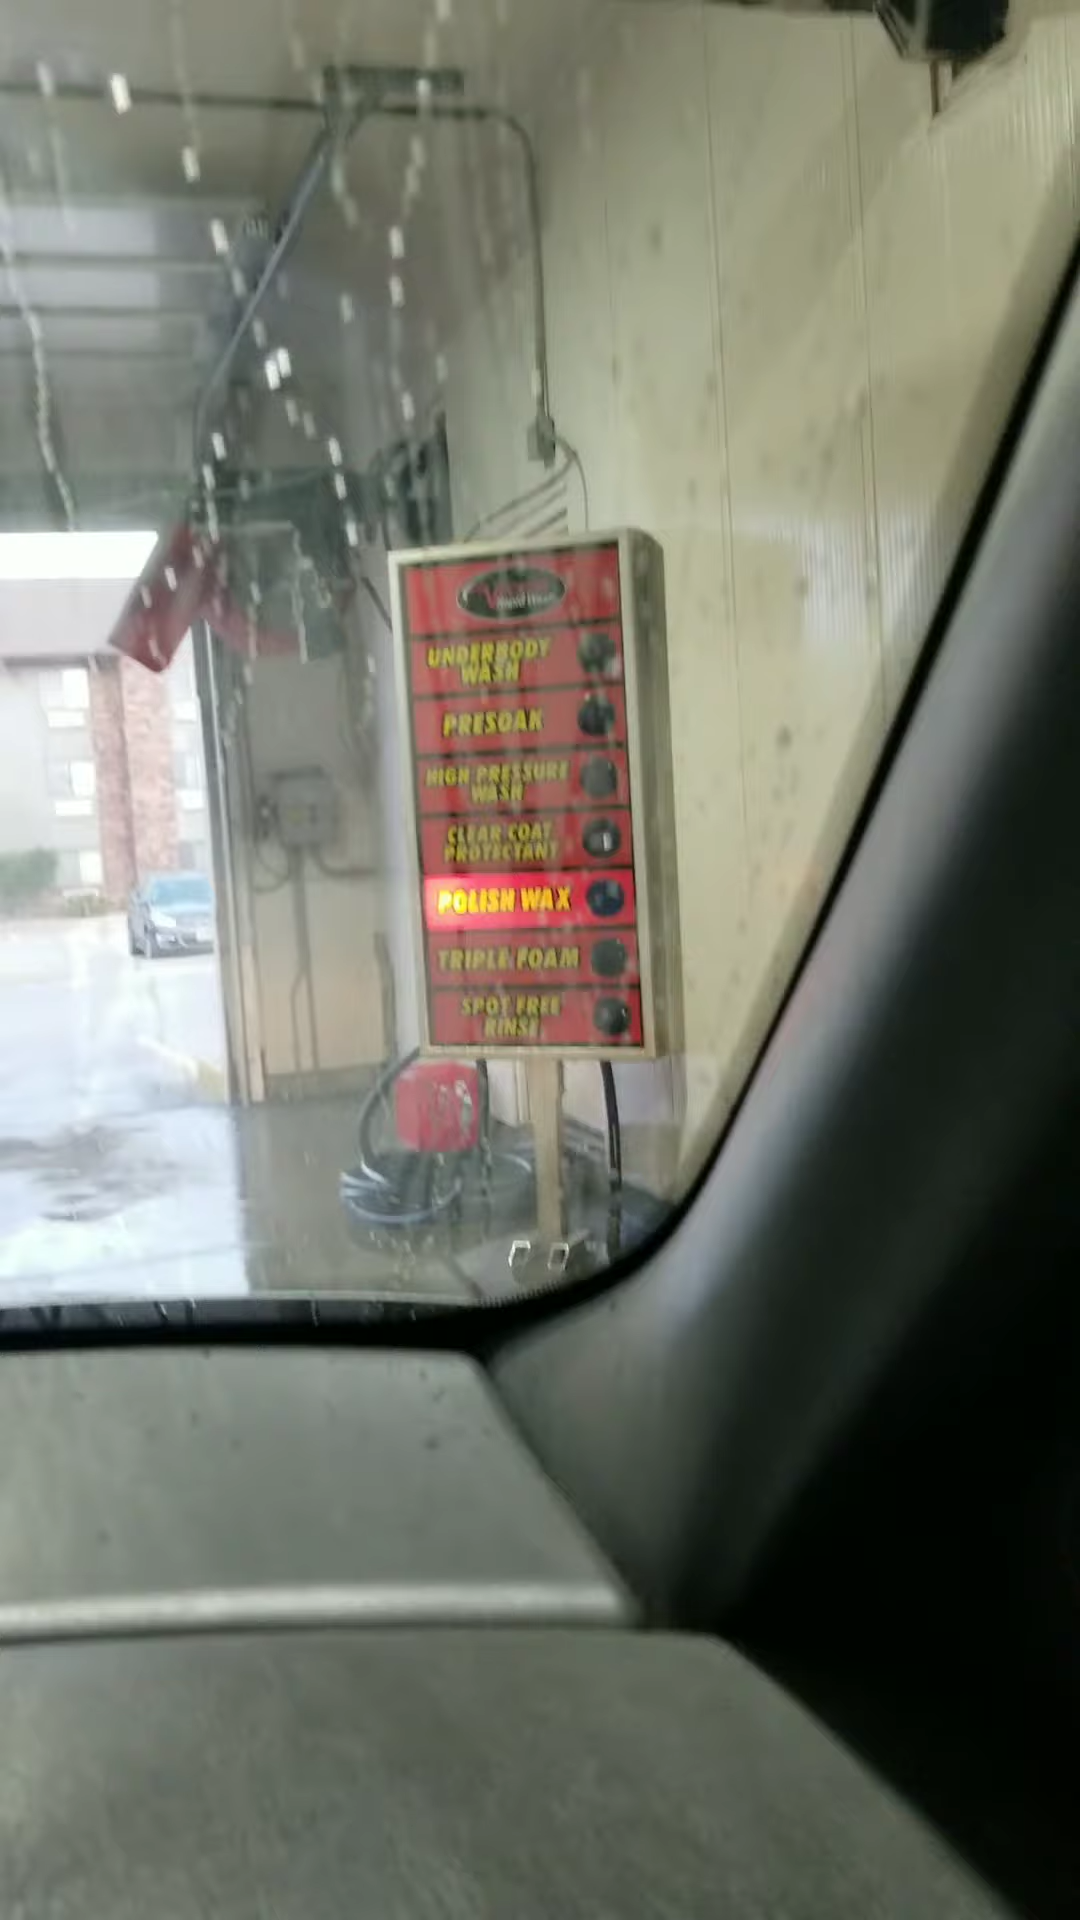 UNDERBODY
WASH
PRESOAK
HIGH PRESSURE
WASH
CLEAR COAT
PROTECTANT
POLISH WAX
TRIPLE FOAM
SPOT FREE
RINSE